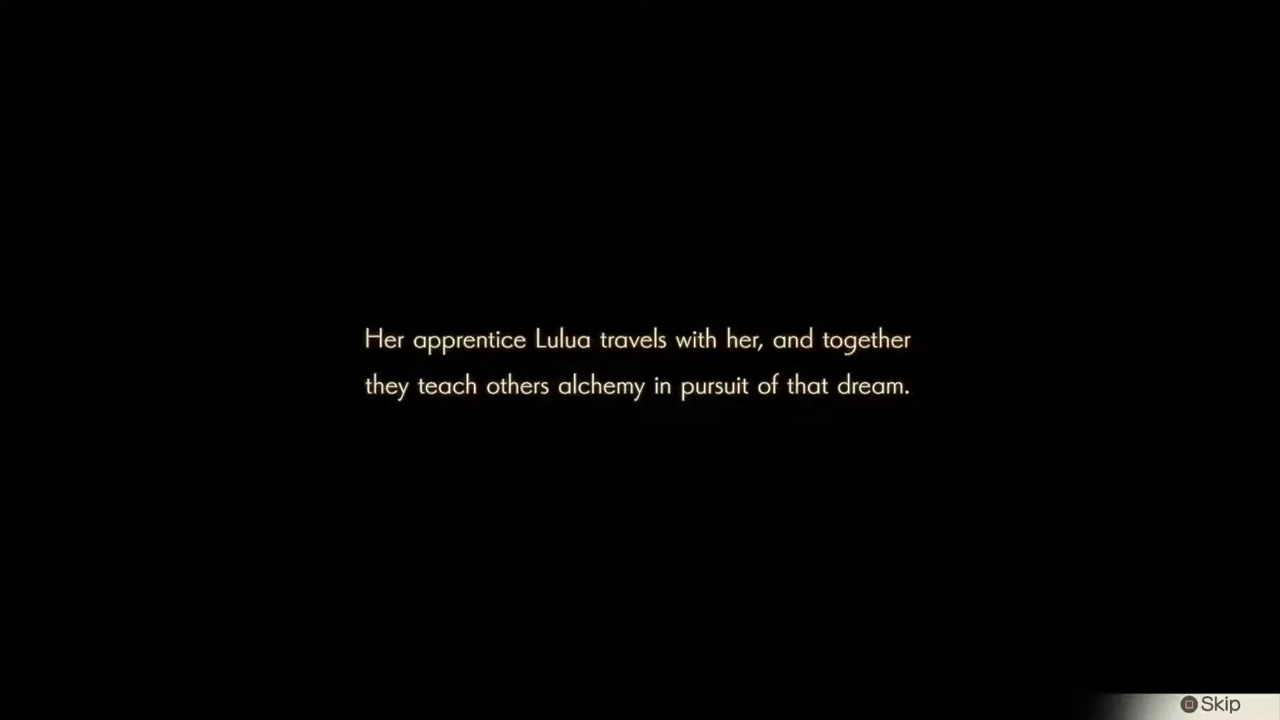 Her apprentice Lulua travels with her, and together
they teach others alchemy in pursuit of that dream.
Skip